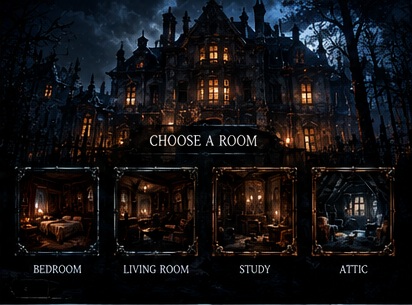 CHOOSE A ROOM
BEDROOM
LIVING ROOM
STUDY
ATTIC